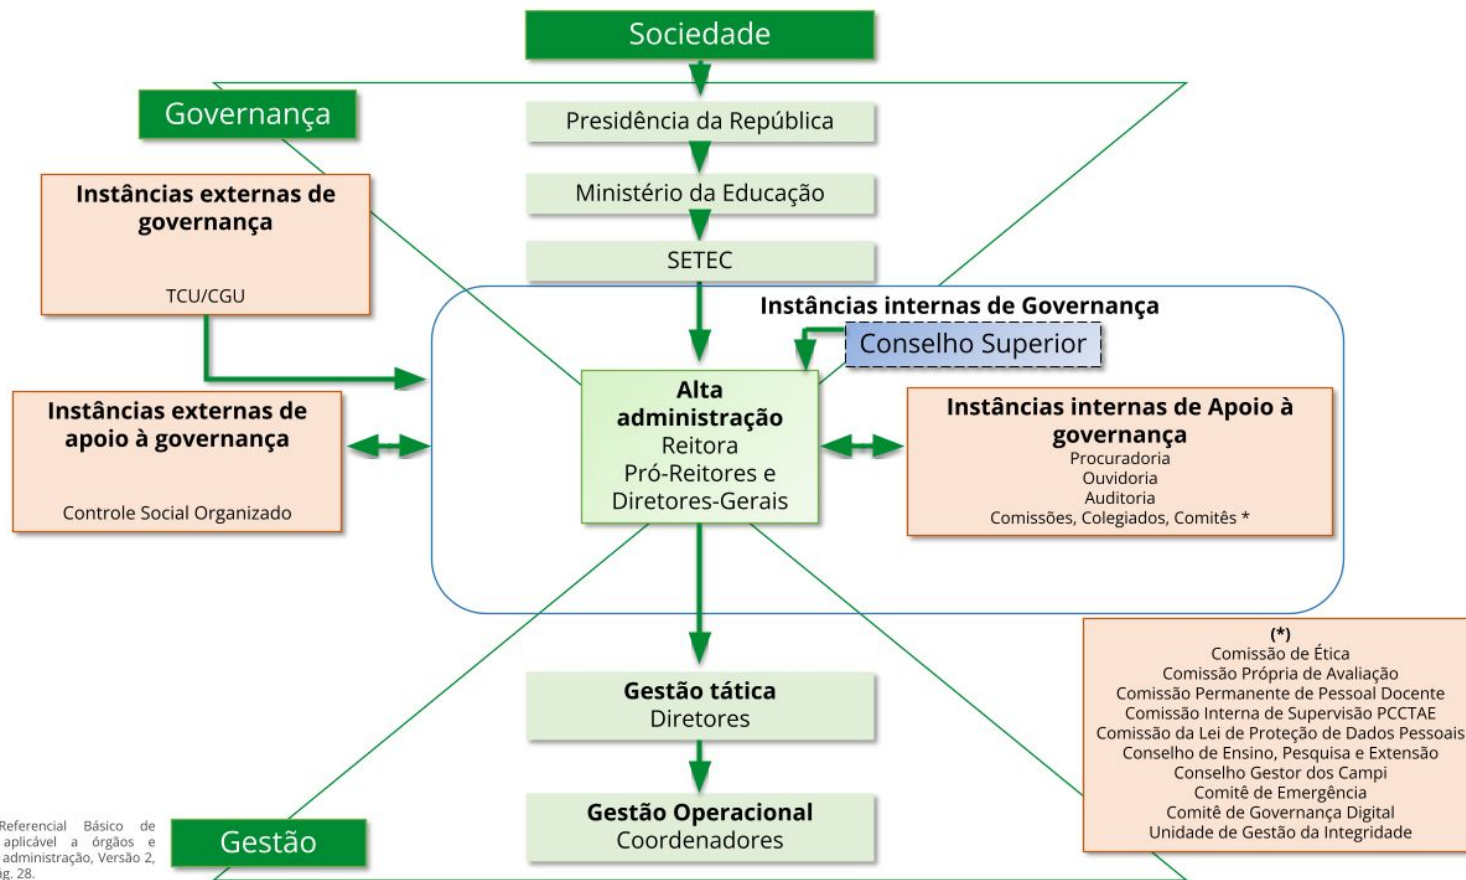 Sociedade
Governança
Presidência da República
Ministério da Educação
SETEC
Instâncias externas de
governança
TCU/CGU
Instâncias internas de Governança
Conselho Superior
Instâncias externas de
apoio à governança
Controle Social Organizado
Alta
administração
Reitora
Pró-Reitores e
Diretores-Gerais
Instâncias internas de Apoio à
governança
Procuradoria
Ouvidoria
Auditoria
Comissões, Colegiados, Comitês *
Gestão tática
Diretores
Gestão Operacional
Coordenadores
(*)
Comissão de Ética
Comissão Própria de Avaliação
Comissão Permanente de Pessoal Docente
Comissão Interna de Supervisão PCCTAE
Comissão da Lei de Proteção de Dados Pessoais
Conselho de Ensino, Pesquisa e Extensão
Conselho Gestor dos Campi
Comitê de Emergência
Comitê de Governança Digital
Unidade de Gestão da Integridade
Referencial Básico de
aplicável a órgãos e
administração, Versão 2,
28.
Gestão